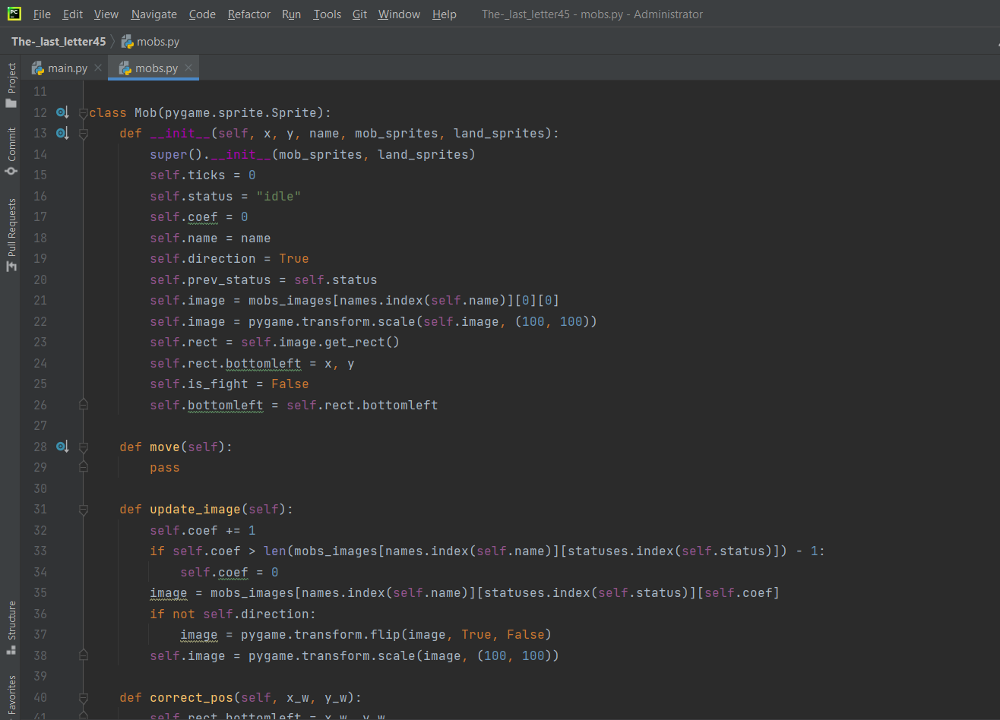 PC File Edit View Navigate Code Refactor Run Tools Git Window Help The-_last_letter45 - mobs.py - Administrator
The-_last_letter45 mobs.py
main.py mobs.py
Project
Commit
Pull Requests
Structure
Favorites
11
12 class Mob(pygame.sprite.Sprite):
13 def __init__(self, x, y, name, mob_sprites, land_sprites):
14 super().__init__(mob_sprites, land_sprites)
15 self.ticks = 0
16 self.status = "idle"
17 self.coef = 0
18 self.name = name
19 self.direction = True
20 self.prev_status = self.status
21 self.image = mobs_images[names.index(self.name)][0][0]
22 self.image = pygame.transform.scale(self.image, (100, 100))
23 self.rect = self.image.get_rect()
24 self.rect.bottomleft = x, y
25 self.is_fight = False
26 self.bottomleft = self.rect.bottomleft
27
28 def move(self):
29 pass
30
31 def update_image(self):
32 self.coef += 1
33 if self.coef > len(mobs_images[names.index(self.name)][statuses.index(self.status)]) - 1:
34 self.coef = 0
35 image = mobs_images[names.index(self.name)][statuses.index(self.status)][self.coef]
36 if not self.direction:
37 image = pygame.transform.flip(image, True, False)
38 self.image = pygame.transform.scale(image, (100, 100))
39
40 def correct_pos(self, x_w, y_w):
41 self.rect.bottomleft = x_w, y_w